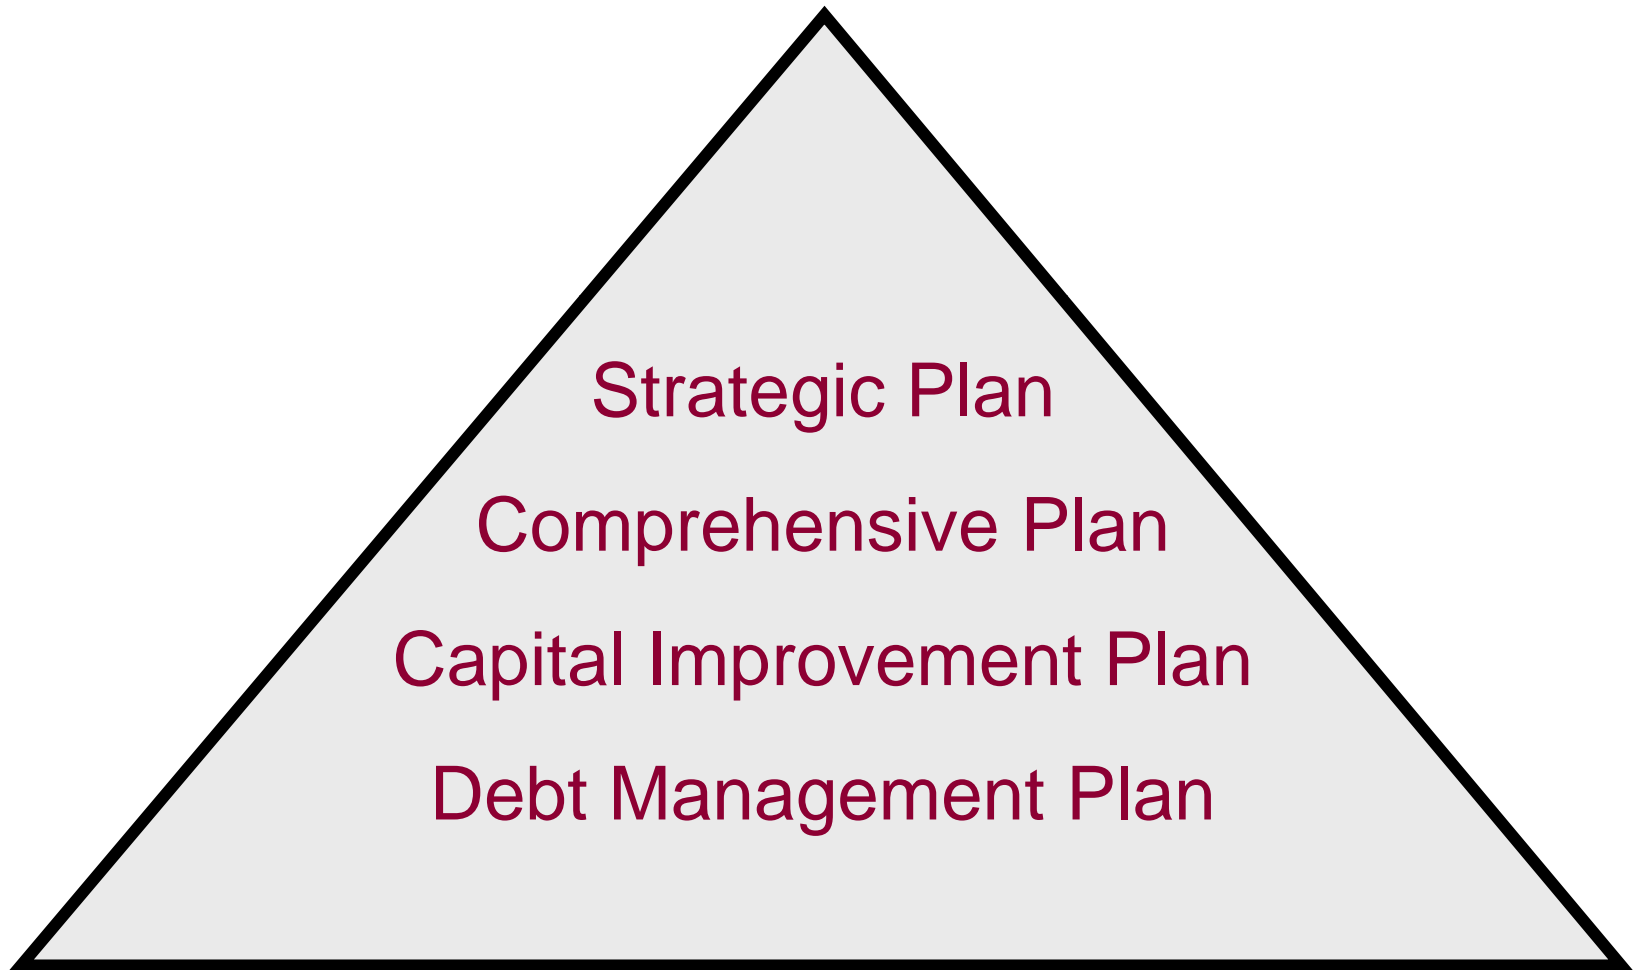 Strategic Plan
Comprehensive Plan
Capital Improvement Plan
Debt Management Plan